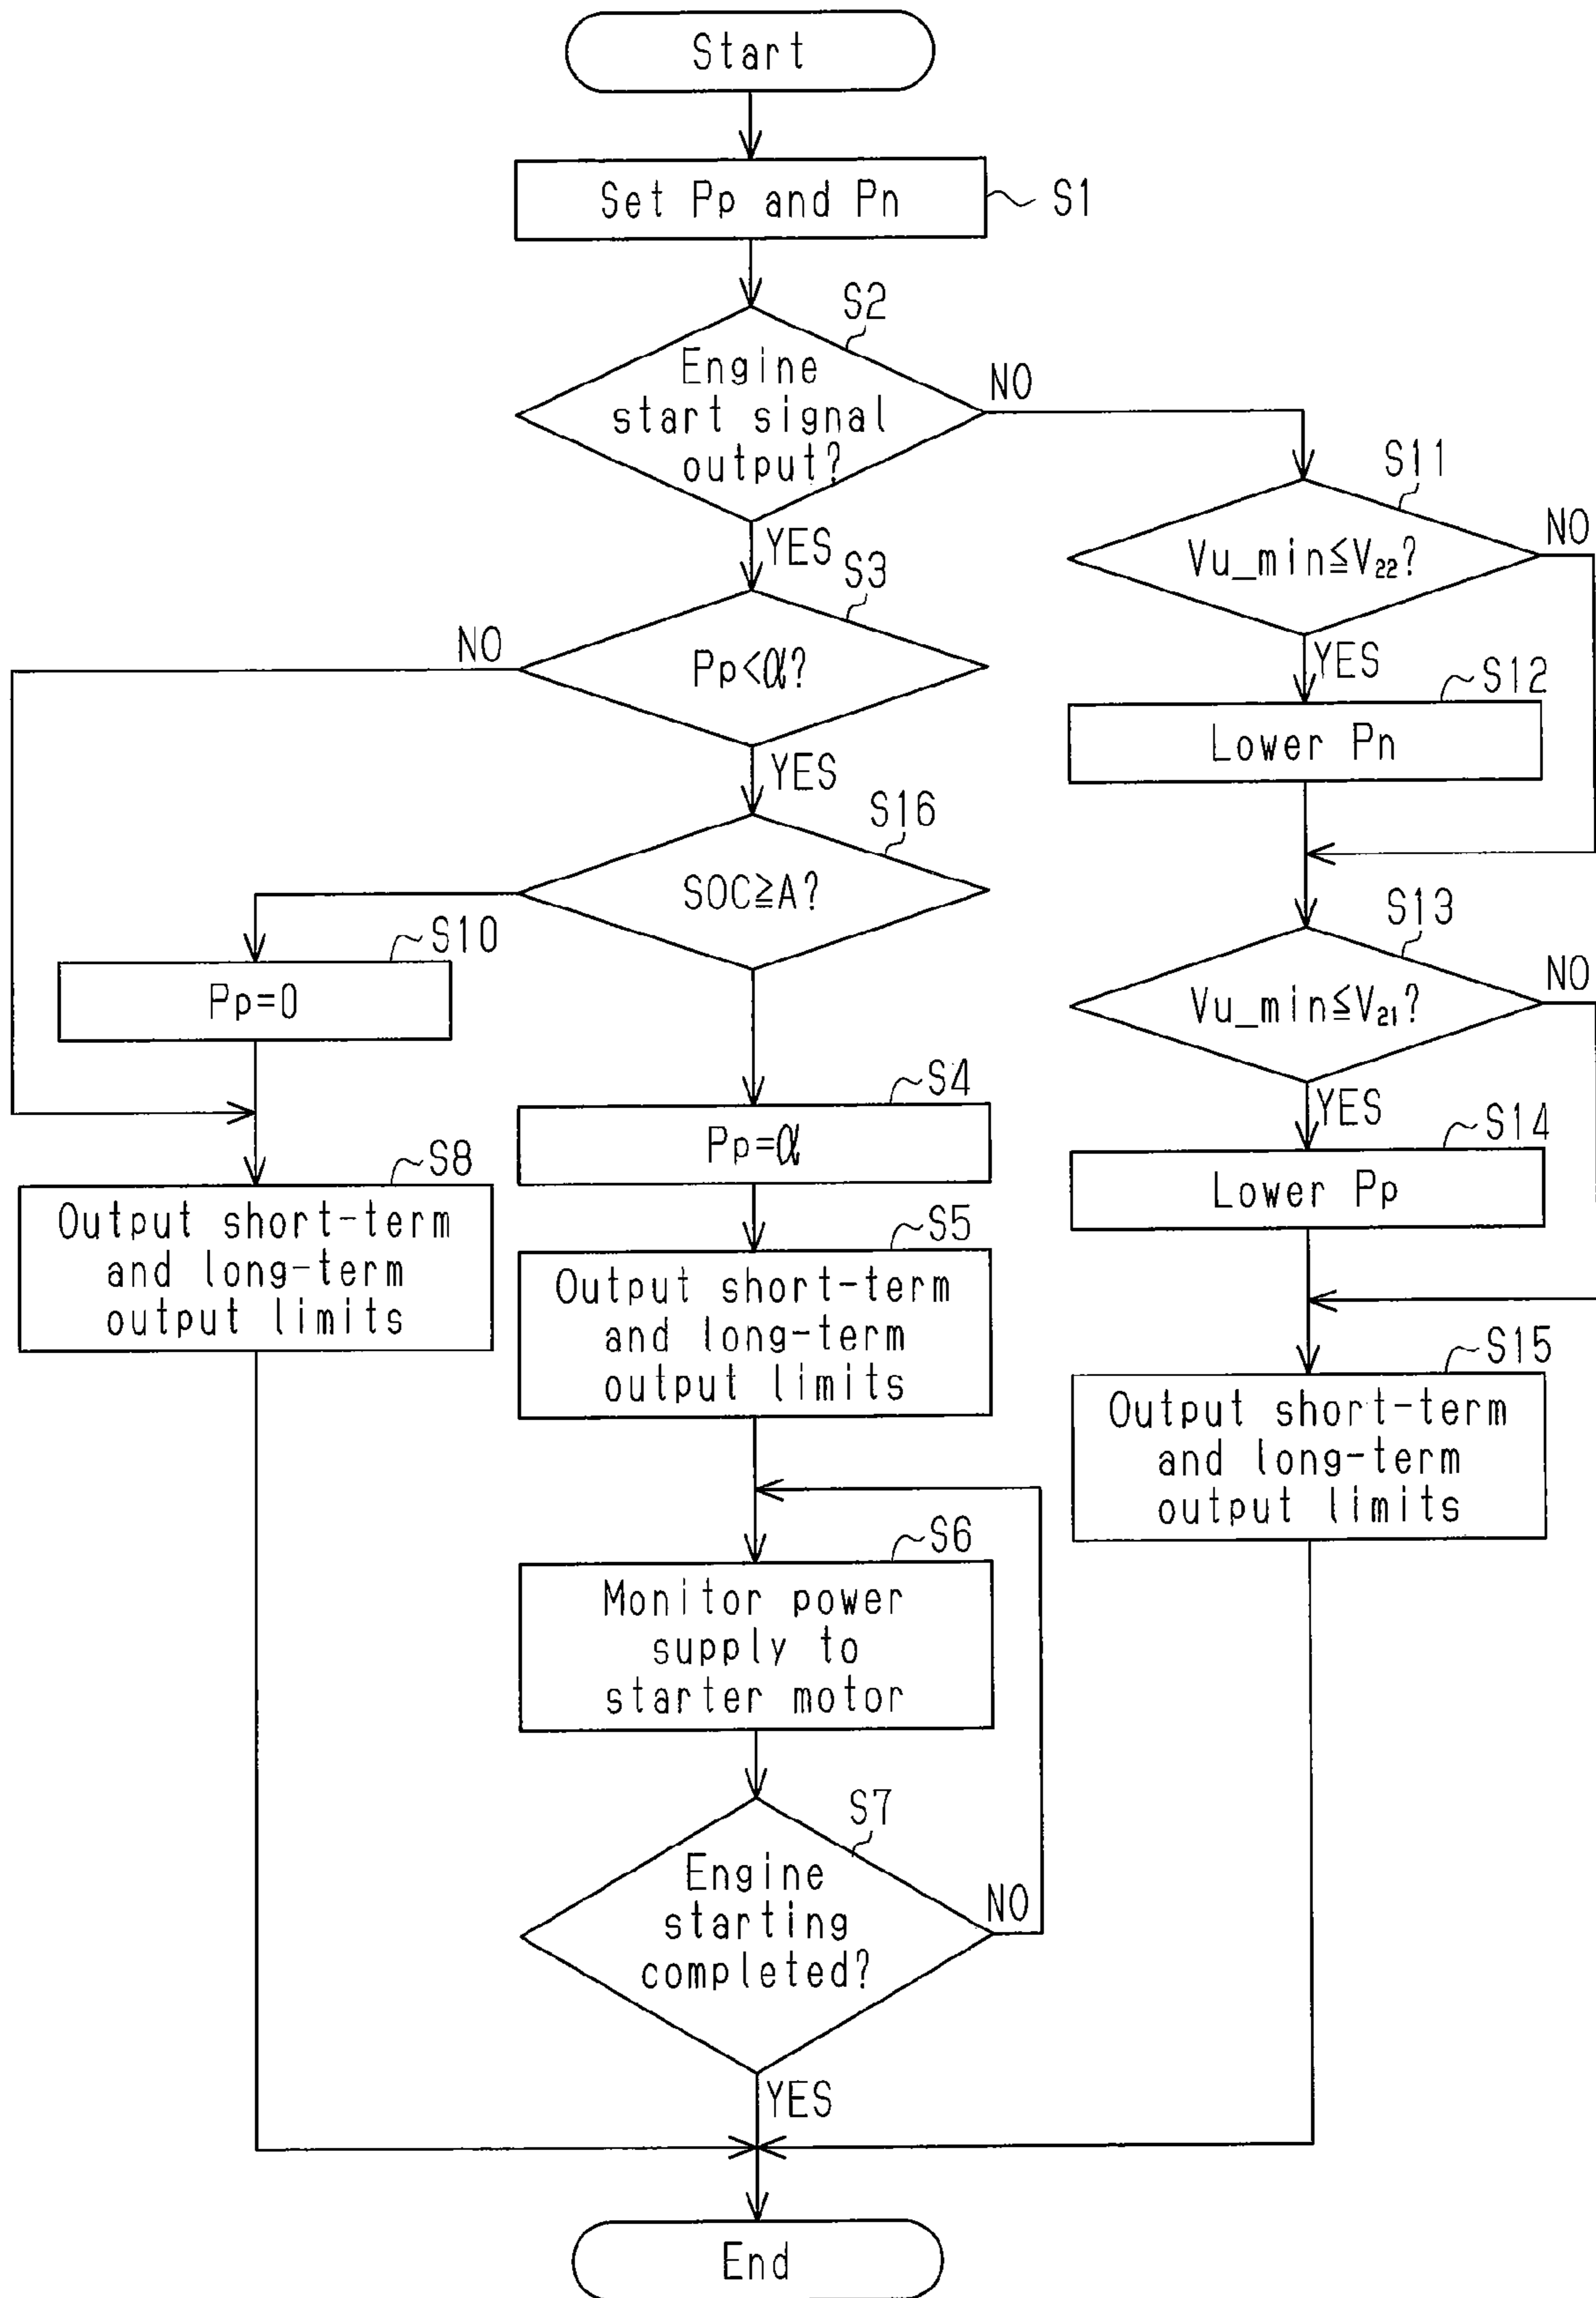 Start
Set Pp and Pn
S1
S2
Engine
start signal
output?
NO
YES
S11
Vu_min≦V₂₂?
NO
YES
S3
Pp<α?
NO
YES
S12
Lower Pn
S16
SOC≧A?
S10
Pp=0
S13
Vu_min≦V₂₁?
NO
YES
S4
Pp=α
S14
Lower Pp
S8
Output short-term
and long-term
output limits
S5
Output short-term
and long-term
output limits
S15
Output short-term
and long-term
output limits
S6
Monitor power
supply to
starter motor
S7
Engine
starting
completed?
NO
YES
End